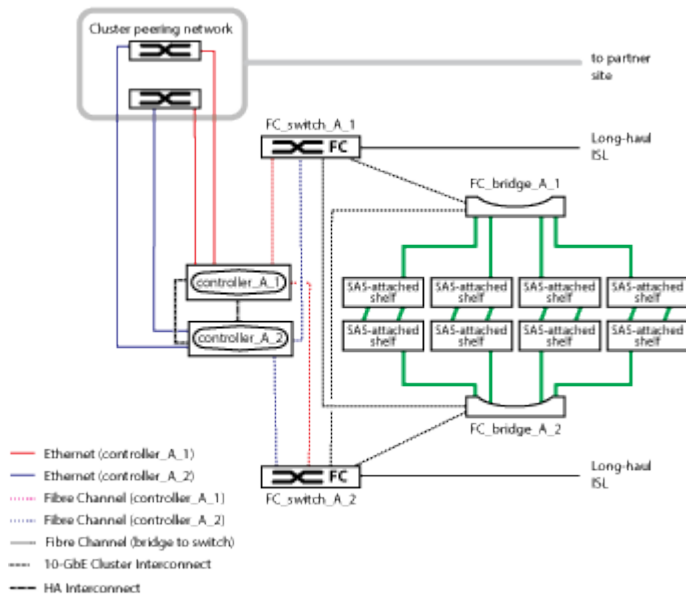 Cluster peering network
to partner
site
FC_switch_A_1
FC
Long-haul
ISL
FC_bridge_A_1
controller_A_1
SAS-attached
shelf
SAS-attached
shelf
SAS-attached
shelf
SAS-attached
shelf
controller_A_2
SAS-attached
shelf
SAS-attached
shelf
SAS-attached
shelf
SAS-attached
shelf
FC_bridge_A_2
FC
FC_switch_A_2
Long-haul
ISL
Ethernet (controller_A_1)
Ethernet (controller_A_2)
Fibre Channel (controller_A_1)
Fibre Channel (controller_A_2)
Fibre Channel (bridge to switch)
10-GbE Cluster Interconnect
HA Interconnect